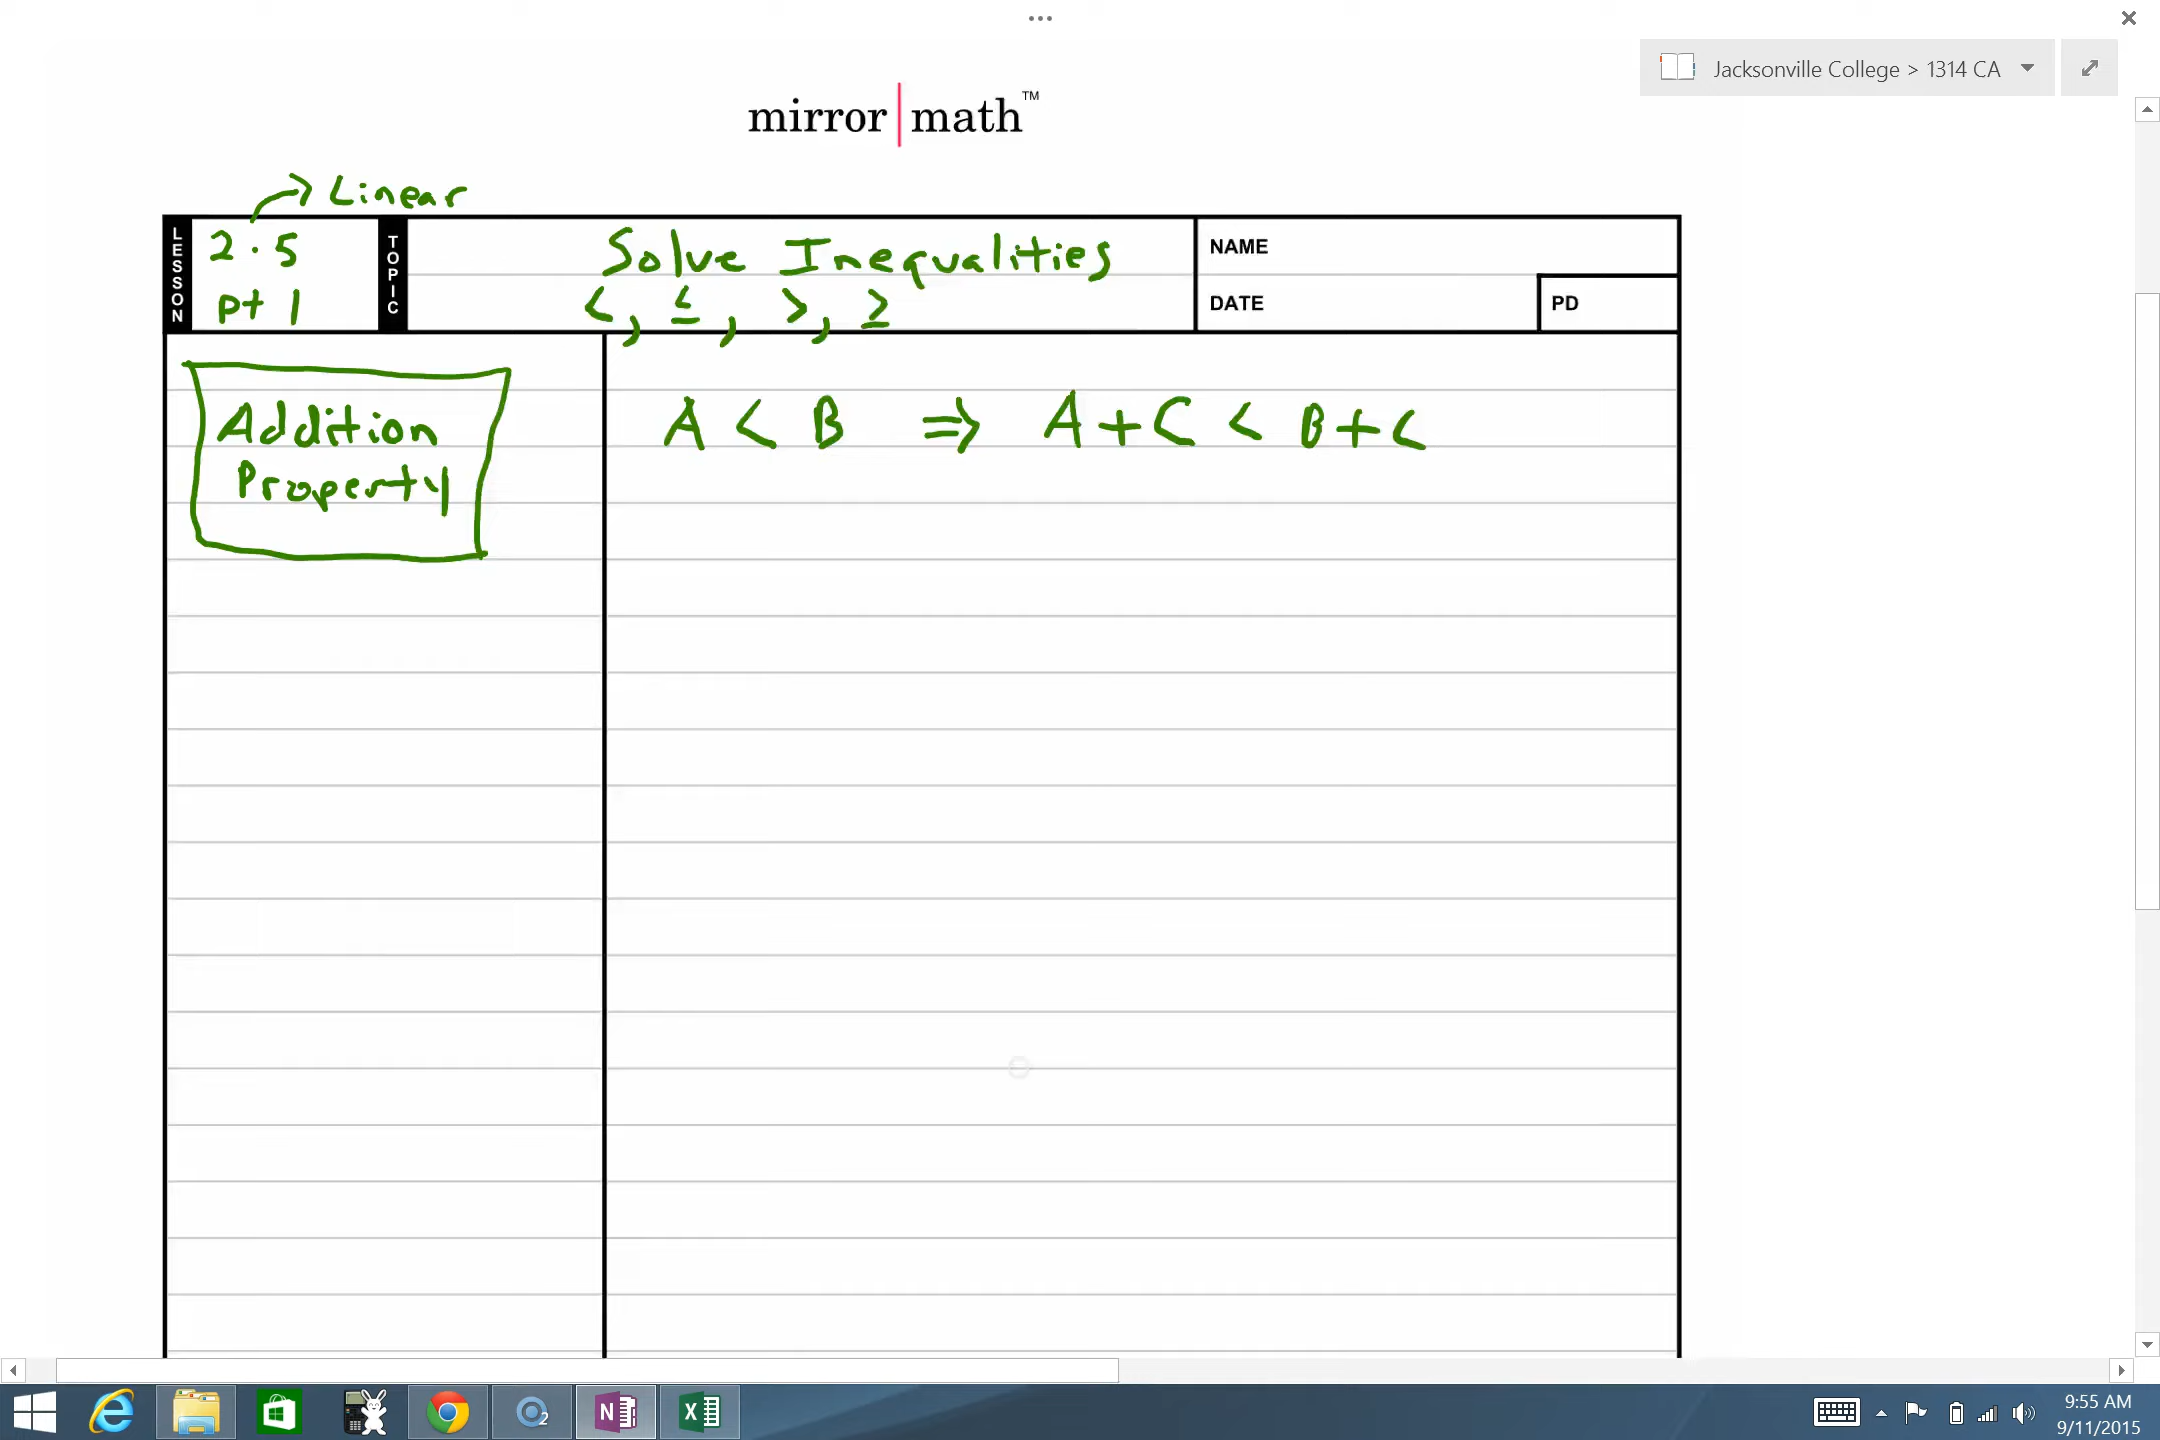 Jacksonville College > 1314 CA
mirror|math™
→ Linear
LESSON
2.5
pt 1
TOPIC
Solve Inequalities
<, ≤, >, ≥
NAME
DATE
PD
Addition
Property
A < B ⇒ A+C < B+C
9:55 AM
9/11/2015